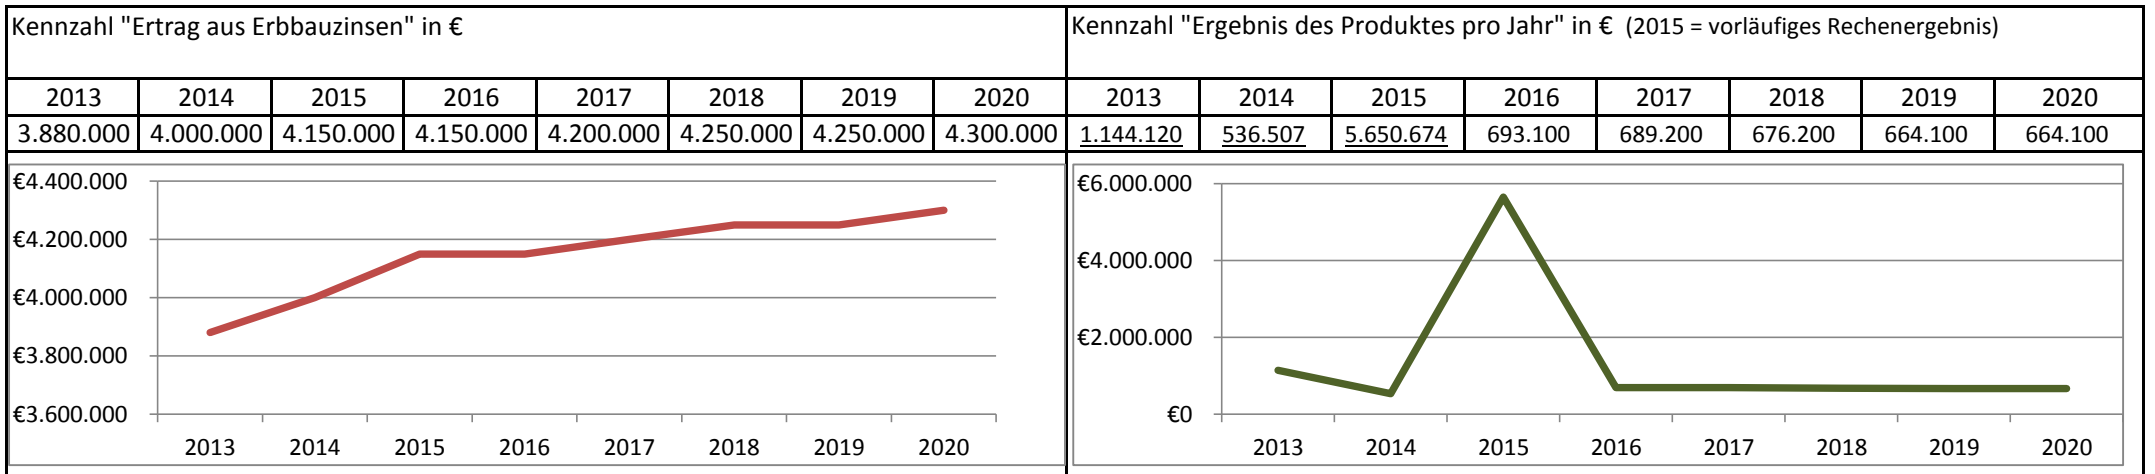 Kennzahl "Ertrag aus Erbbauzinsen" in €
2013 2014 2015 2016 2017 2018 2019 2020
3.880.000 4.000.000 4.150.000 4.150.000 4.200.000 4.250.000 4.250.000 4.300.000
€4.400.000
€4.200.000
€4.000.000
€3.800.000
€3.600.000
2013 2014 2015 2016 2017 2018 2019 2020
Kennzahl "Ergebnis des Produktes pro Jahr" in € (2015 = vorläufiges Rechenergebnis)
2013 2014 2015 2016 2017 2018 2019 2020
1.144.120 536.507 5.650.674 693.100 689.200 676.200 664.100 664.100
€6.000.000
€4.000.000
€2.000.000
€0
2013 2014 2015 2016 2017 2018 2019 2020